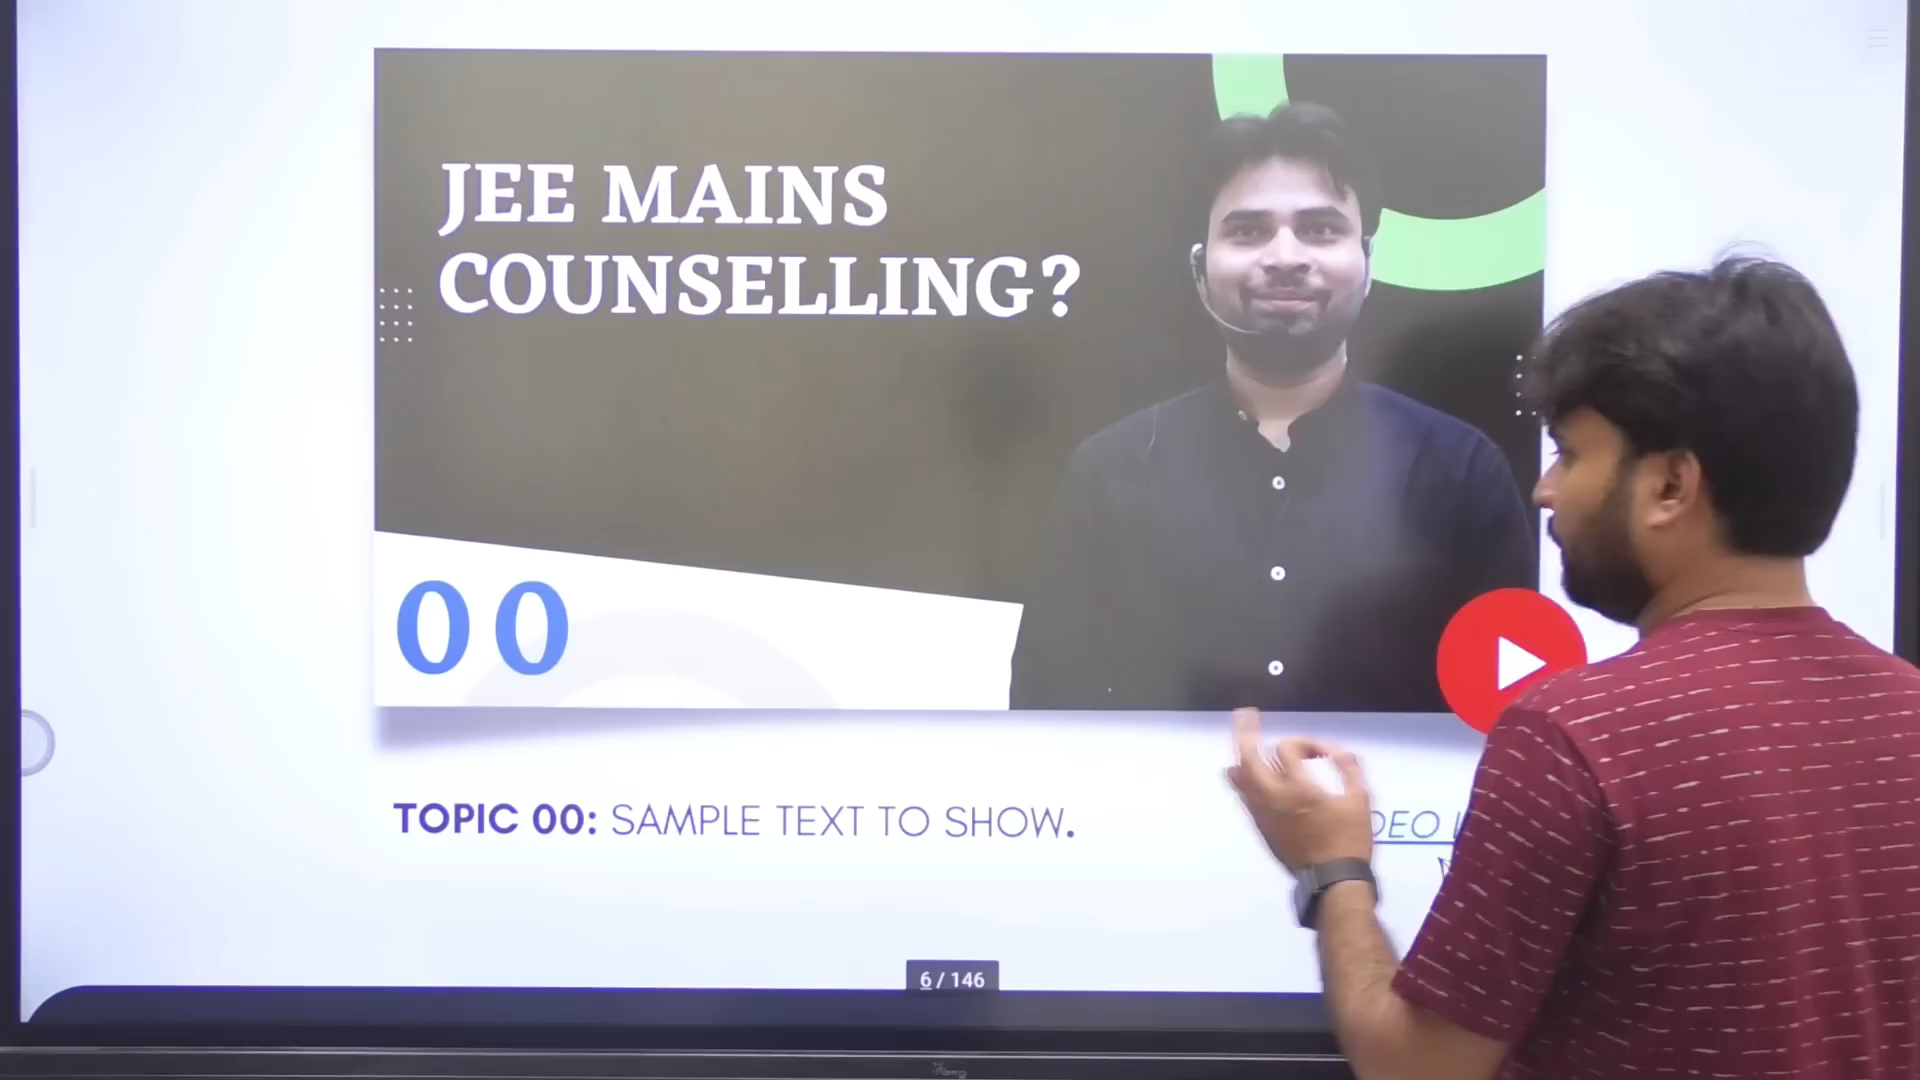 JEE MAINS
COUNSELLING?
00
TOPIC 00: SAMPLE TEXT TO SHOW.
6 / 146